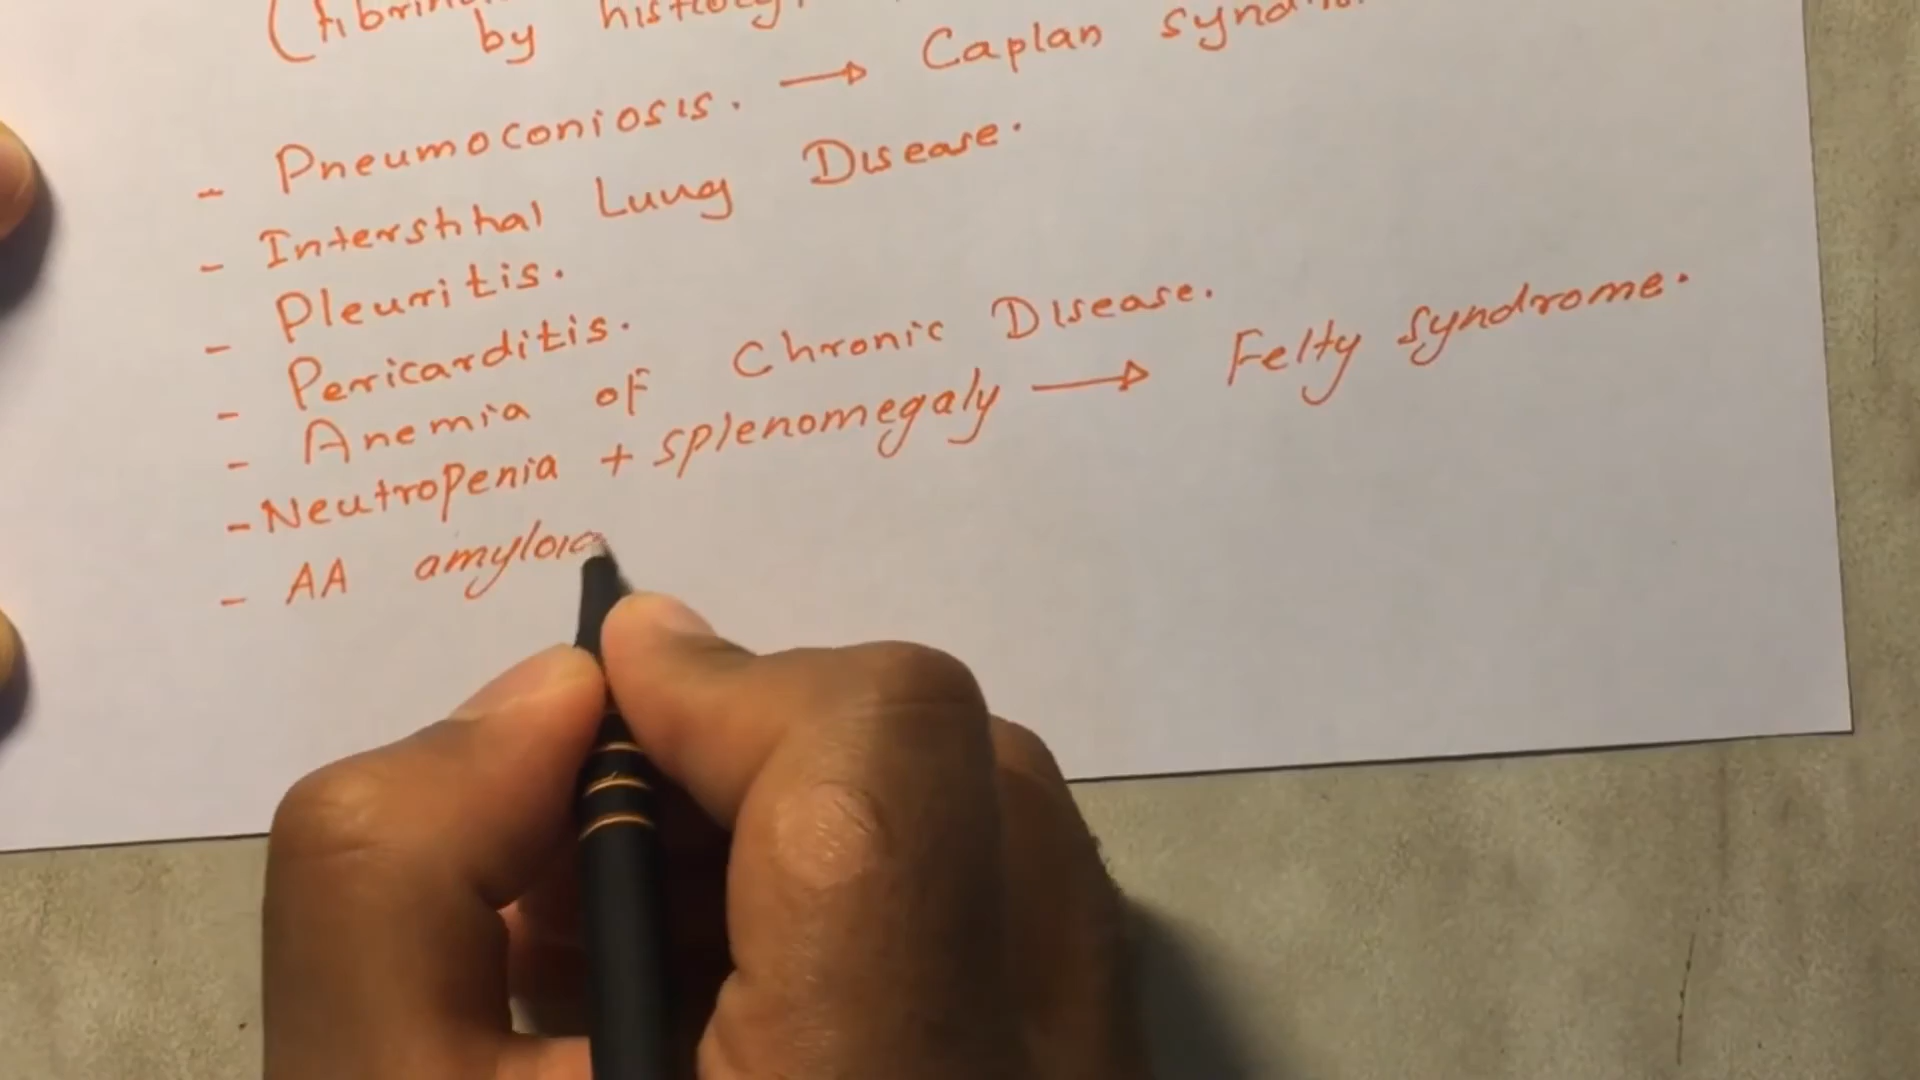 by
- Pneumoconiosis. → Caplan
- Interstitial Lung Disease.
- Pleuritis.
- Pericarditis.
- Anemia of Chronic Disease.
- Neutropenia + splenomegaly → Felty syndrome.
- AA